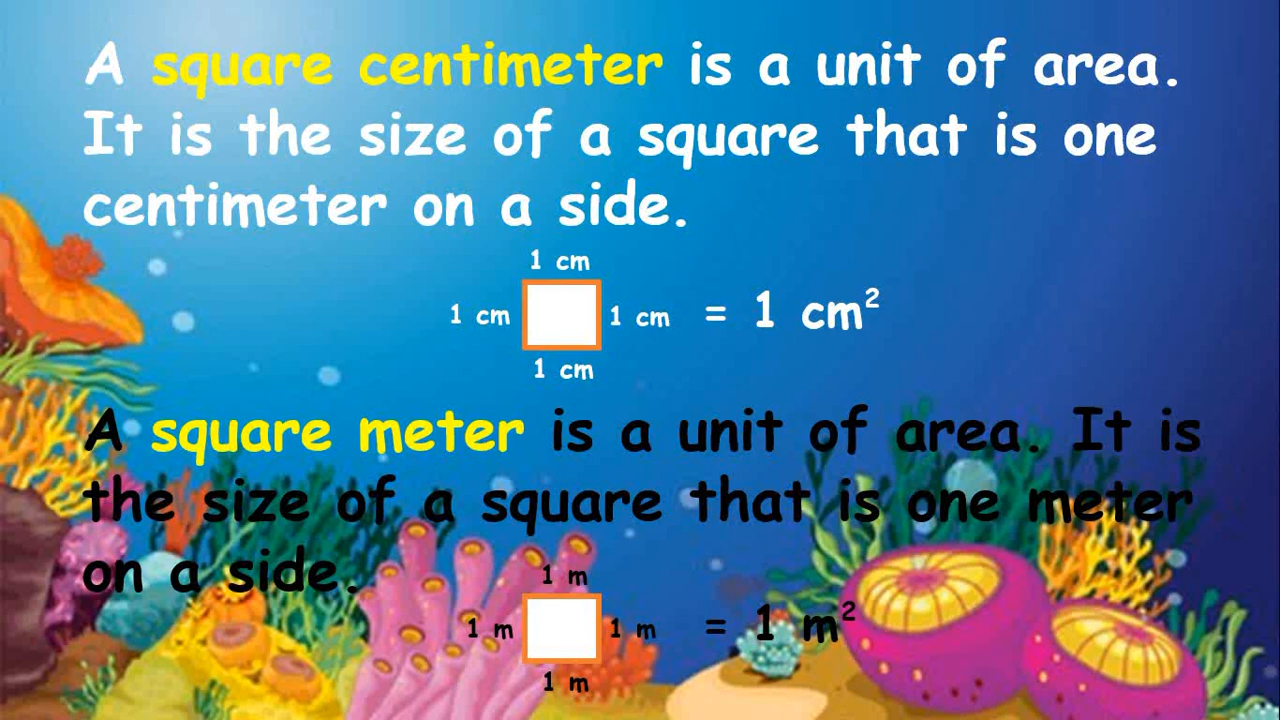 A square centimeter is a unit of area.
It is the size of a square that is one
centimeter on a side.
1 cm
1 cm 1 cm = 1 cm²
1 cm
A square meter is a unit of area. It is
the size of a square that is one meter
on a side.
1 m
1 m 1 m = 1 m²
1 m